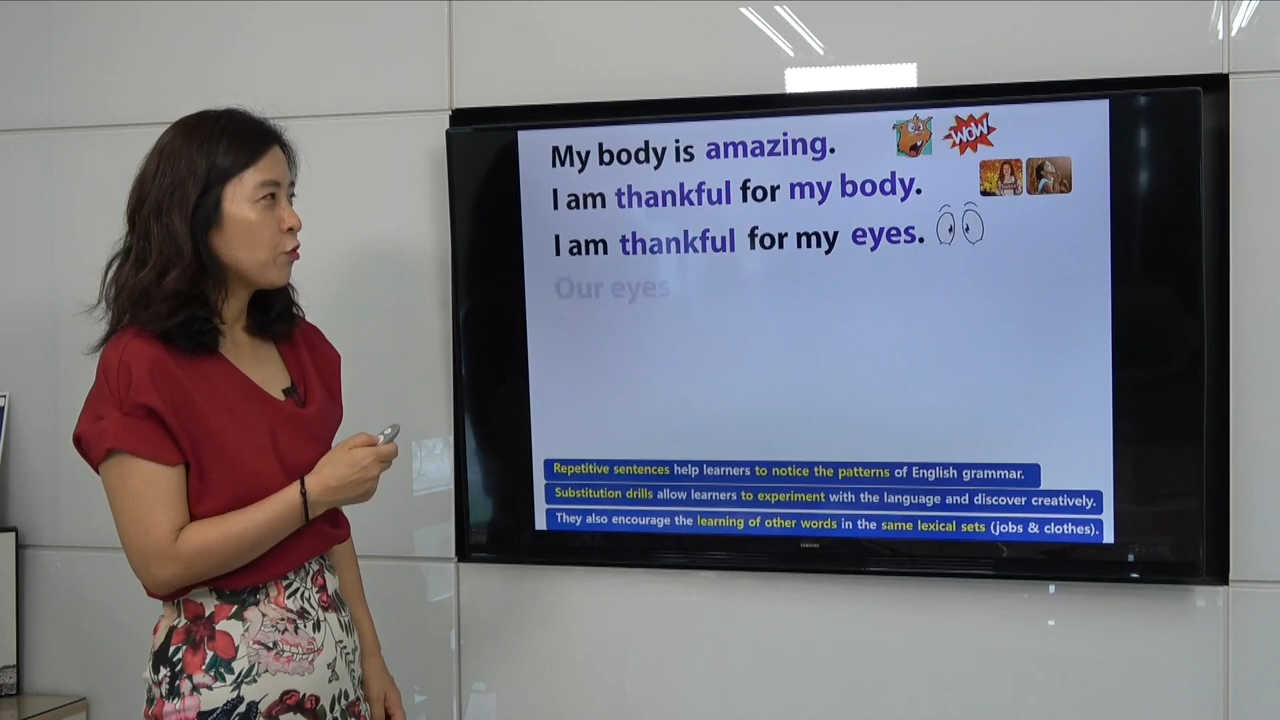 My body is amazing.
WOW
I am thankful for my body.
I am thankful for my eyes.
Our eyes
Repetitive sentences help learners to notice the patterns of English grammar.
Substitution drills allow learners to experiment with the language and discover creatively.
They also encourage the learning of other words in the same lexical sets (jobs & clothes).
SAMSUNG